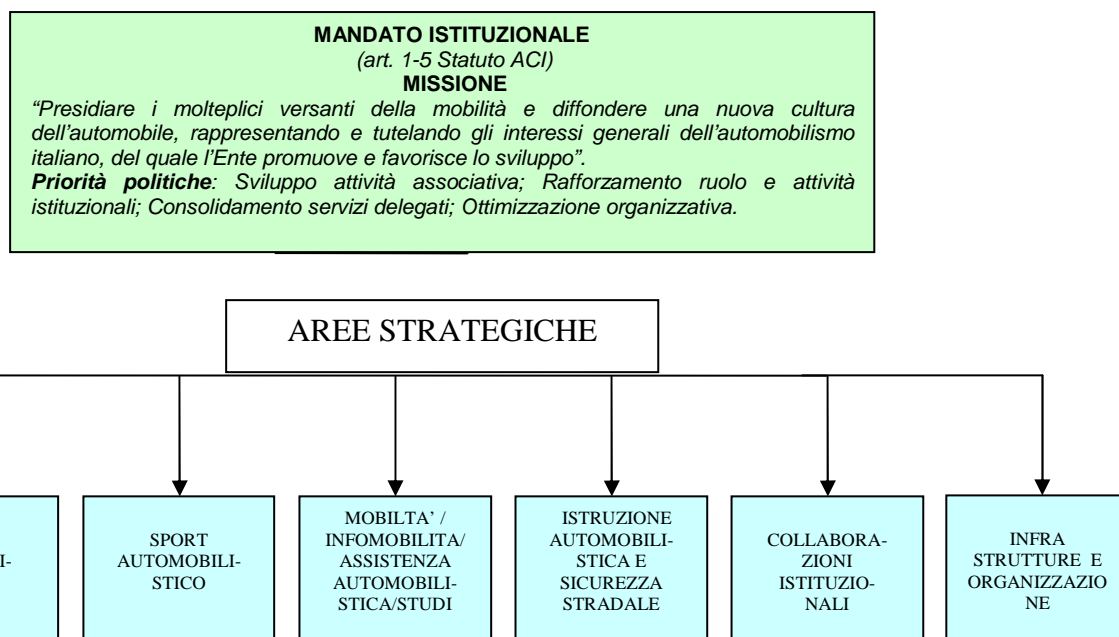 MANDATO ISTITUZIONALE
(art. 1-5 Statuto ACI)
MISSIONE
“Presidiare i molteplici versanti della mobilità e diffondere una nuova cultura
dell’automobile, rappresentando e tutelando gli interessi generali dell’automobilismo
italiano, del quale l’Ente promuove e favorisce lo sviluppo”.
Priorità politiche: Sviluppo attività associativa; Rafforzamento ruolo e attività
istituzionali; Consolidamento servizi delegati; Ottimizzazione organizzativa.
AREE STRATEGICHE
I-
SPORT
AUTOMOBILI-
STICO
MOBILTA’ /
INFOMOBILITA/
ASSISTENZA
AUTOMOBILI-
STICA/STUDI
ISTRUZIONE
AUTOMOBILI-
STICA E
SICUREZZA
STRADALE
COLLABORA-
ZIONI
ISTITUZIO-
NALI
INFRA
STRUTTURE E
ORGANIZZAZIO
NE